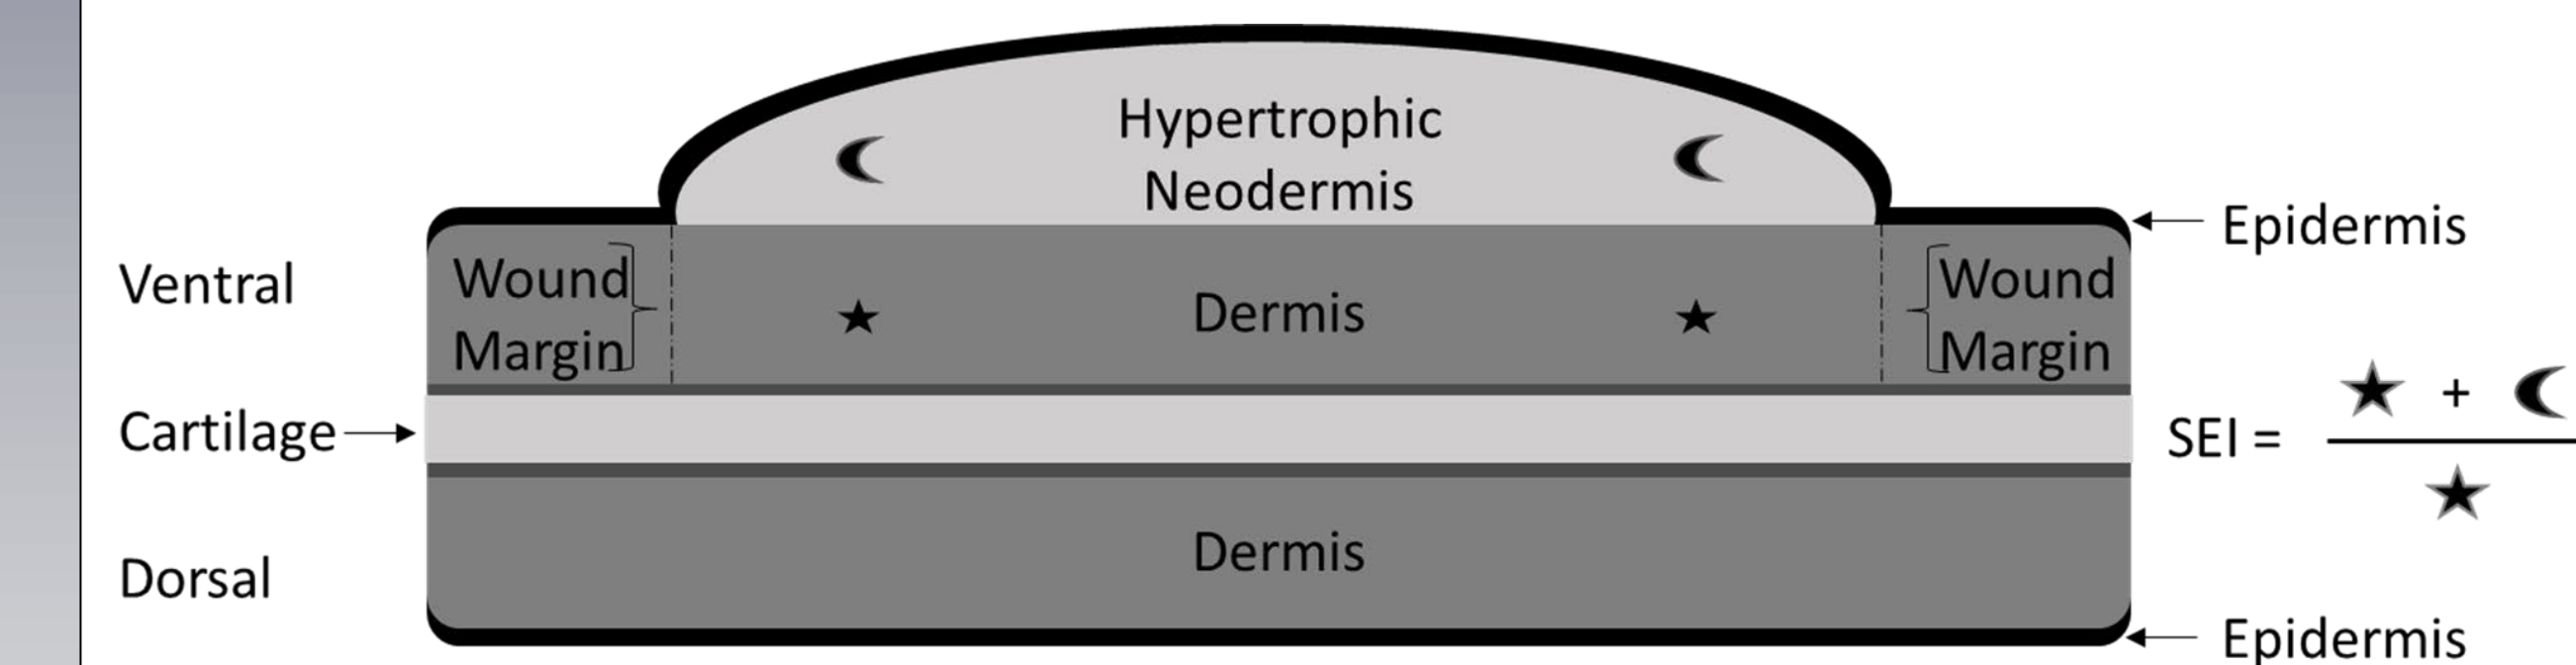 Hypertrophic
Neodermis
Epidermis
Ventral
Wound
Margin
Dermis
Wound
Margin
Cartilage
SEI =
+
Dermis
Dorsal
Epidermis